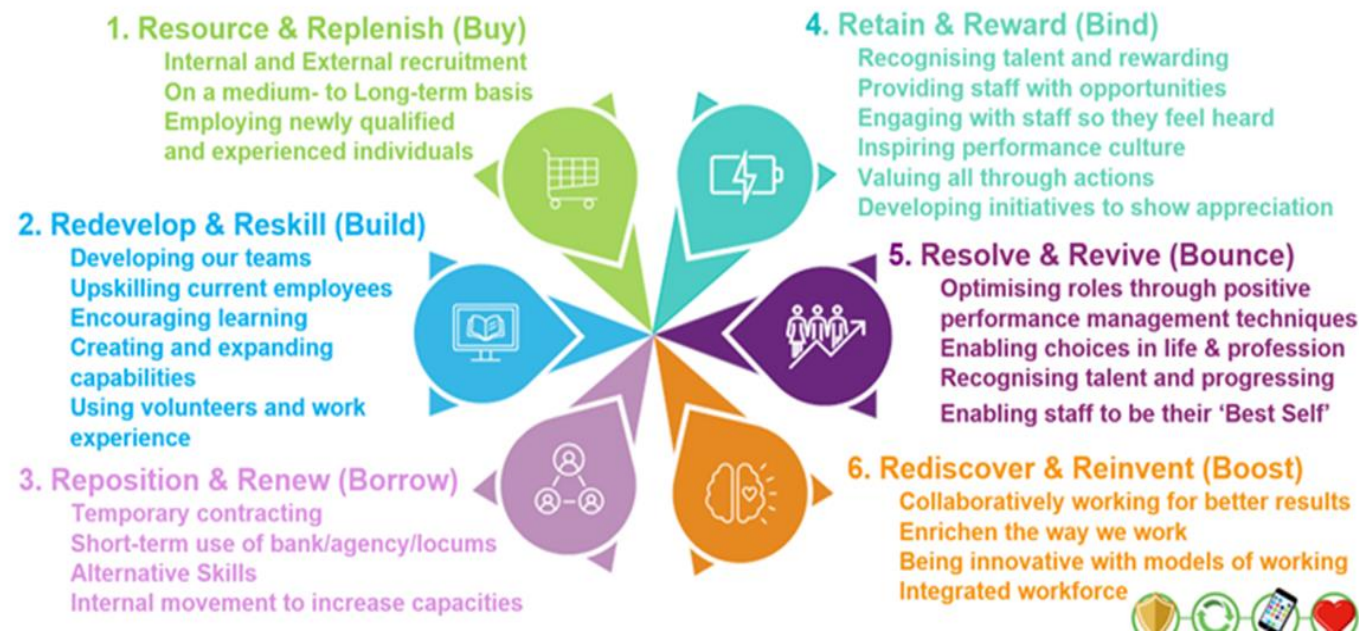 1. Resource & Replenish (Buy)
Internal and External recruitment
On a medium- to Long-term basis
Employing newly qualified
and experienced individuals
2. Redevelop & Reskill (Build)
Developing our teams
Upskilling current employees
Encouraging learning
Creating and expanding
capabilities
Using volunteers and work
experience
3. Reposition & Renew (Borrow)
Temporary contracting
Short-term use of bank/agency/locums
Alternative Skills
Internal movement to increase capacities
4. Retain & Reward (Bind)
Recognising talent and rewarding
Providing staff with opportunities
Engaging with staff so they feel heard
Inspiring performance culture
Valuing all through actions
Developing initiatives to show appreciation
5. Resolve & Revive (Bounce)
Optimising roles through positive
performance management techniques
Enabling choices in life & profession
Recognising talent and progressing
Enabling staff to be their ‘Best Self’
6. Rediscover & Reinvent (Boost)
Collaboratively working for better results
Enrichen the way we work
Being innovative with models of working
Integrated workforce